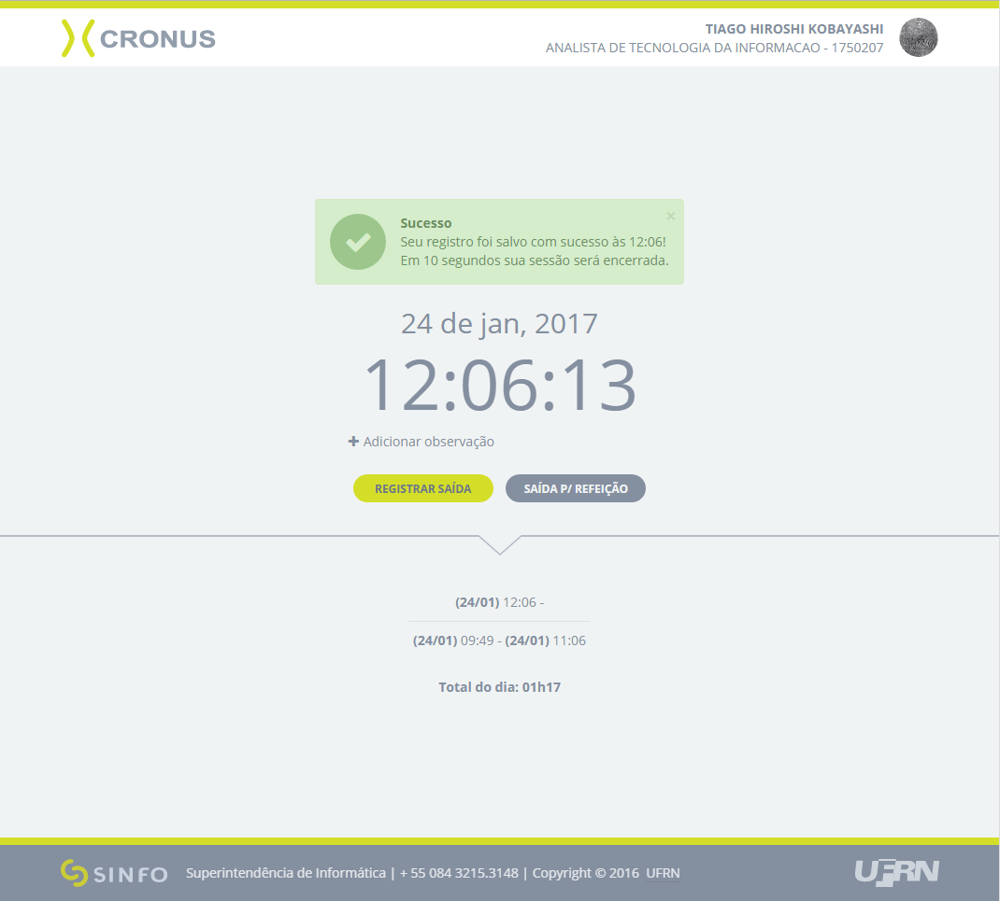 CRONUS
TIAGO HIROSHI KOBAYASHI
ANALISTA DE TECNOLOGIA DA INFORMACAO - 1750207
Sucesso
×
Seu registro foi salvo com sucesso às 12:06!
Em 10 segundos sua sessão será encerrada.
24 de jan, 2017
12:06:13
+ Adicionar observação
REGISTRAR SAÍDA
SAÍDA P/ REFEIÇÃO
(24/01) 12:06 -
(24/01) 09:49 - (24/01) 11:06
Total do dia: 01h17
SINFO
Superintendência de Informática | + 55 084 3215.3148 | Copyright © 2016 UFRN
UFRN